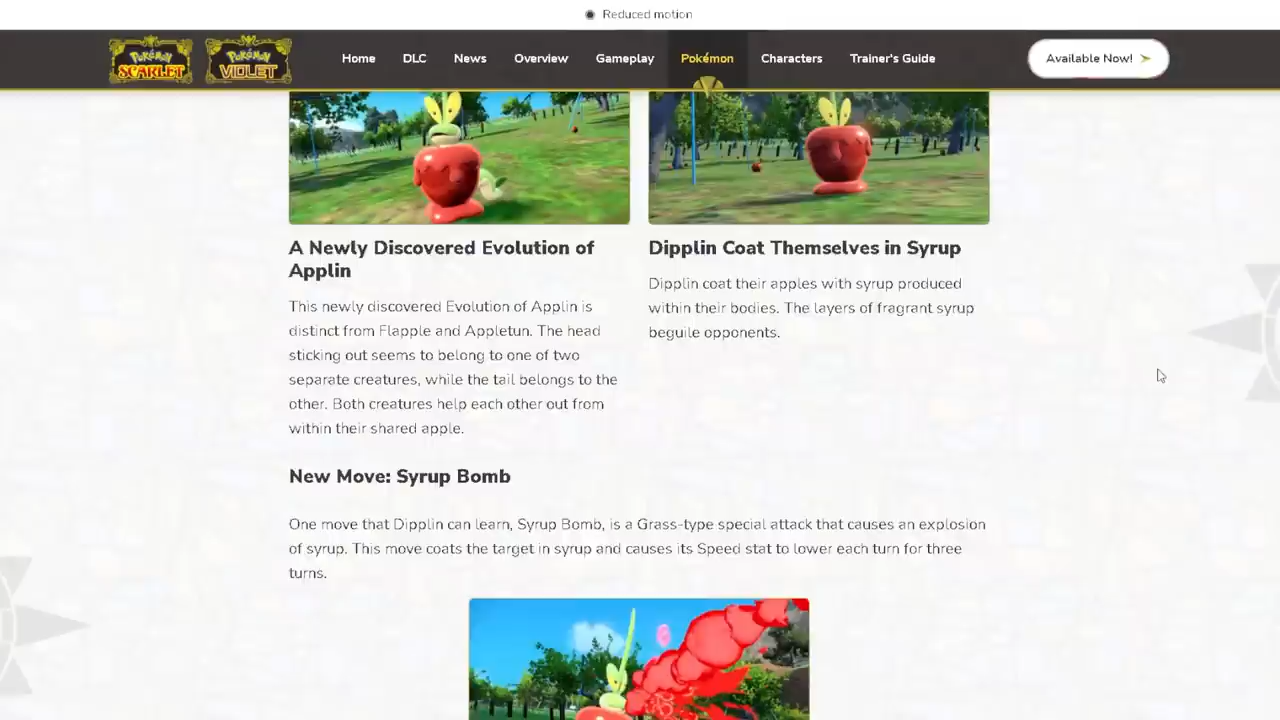 Reduced motion
Pokémon
SCARLET
Pokémon
VIOLET
Home
DLC
News
Overview
Gameplay
Pokémon
Characters
Trainer's Guide
Available Now!
A Newly Discovered Evolution of
Applin
This newly discovered Evolution of Applin is
distinct from Flapple and Appletun. The head
sticking out seems to belong to one of two
separate creatures, while the tail belongs to the
other. Both creatures help each other out from
within their shared apple.
Dipplin Coat Themselves in Syrup
Dipplin coat their apples with syrup produced
within their bodies. The layers of fragrant syrup
beguile opponents.
New Move: Syrup Bomb
One move that Dipplin can learn, Syrup Bomb, is a Grass-type special attack that causes an explosion
of syrup. This move coats the target in syrup and causes its Speed stat to lower each turn for three
turns.